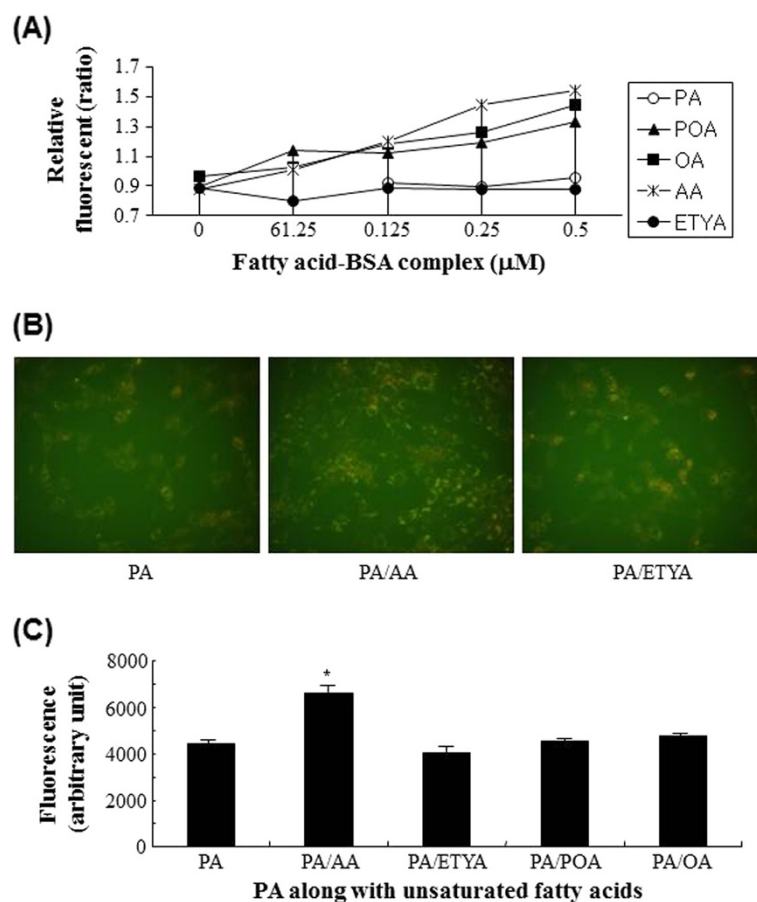 (A)
Relative
fluorescent (ratio)
1.7
1.5
1.3
1.1
0.9
0.7
0 61.25 0.125 0.25 0.5
Fatty acid-BSA complex (µM)
PA
POA
OA
AA
ETYA
(B)
PA PA/AA PA/ETYA
(C)
Fluorescence
(arbitrary unit)
8000
6000
4000
2000
0
*
PA PA/AA PA/ETYA PA/POA PA/OA
PA along with unsaturated fatty acids